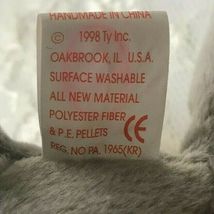 HANDMADE IN CHINA
© 1998 Ty Inc.
OAKBROOK, IL. U.S.A.
SURFACE WASHABLE
ALL NEW MATERIAL
POLYESTER FIBER
& P.E. PELLETS CE
REG. NO PA. 1965(KR)